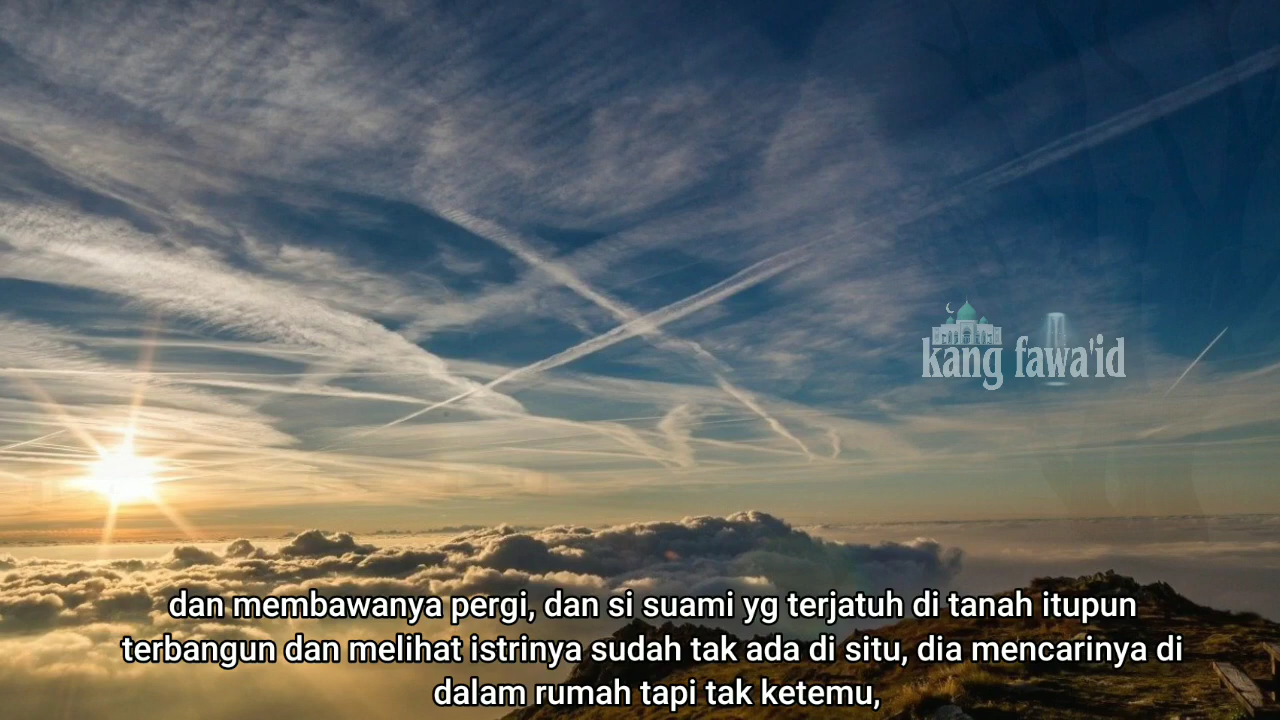 kang fawa'id
dan membawanya pergi, dan si suami yg terjatuh di tanah itupun
terbangun dan melihat istrinya sudah tak ada di situ, dia mencarinya di
dalam rumah tapi tak ketemu,